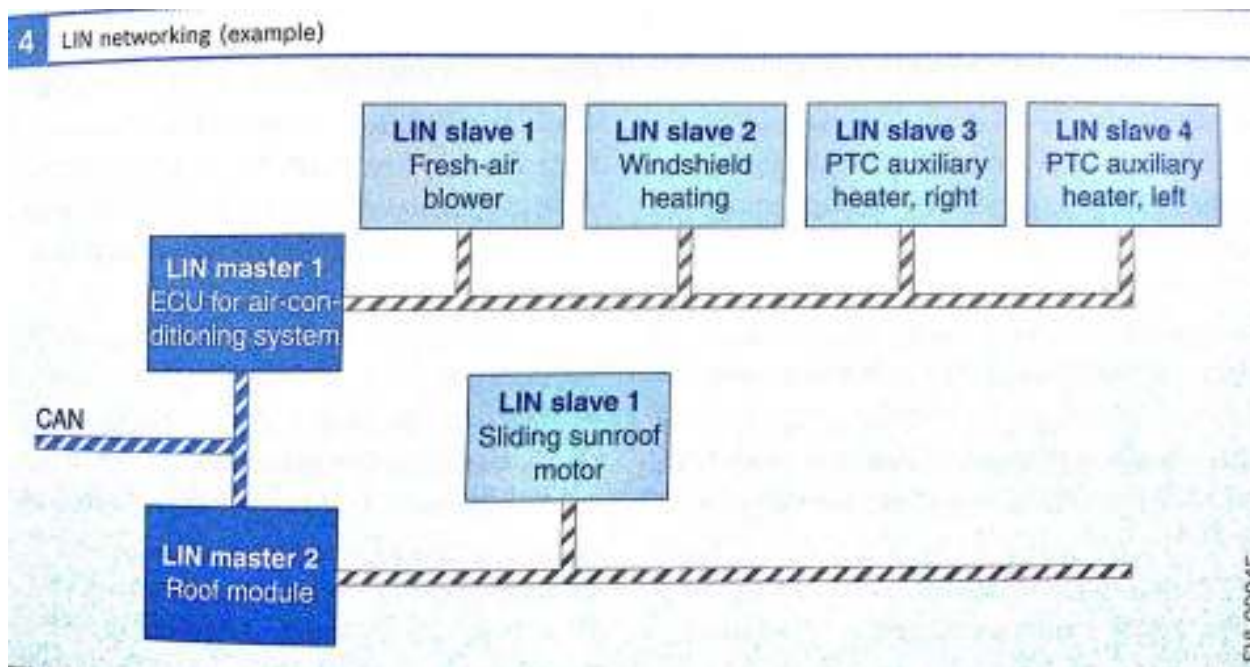 4 LIN networking (example)
LIN slave 1
Fresh-air
blower
LIN slave 2
Windshield
heating
LIN slave 3
PTC auxiliary
heater, right
LIN slave 4
PTC auxiliary
heater, left
LIN master 1
ECU for air-con-
ditioning system
CAN
LIN slave 1
Sliding sunroof
motor
LIN master 2
Roof module